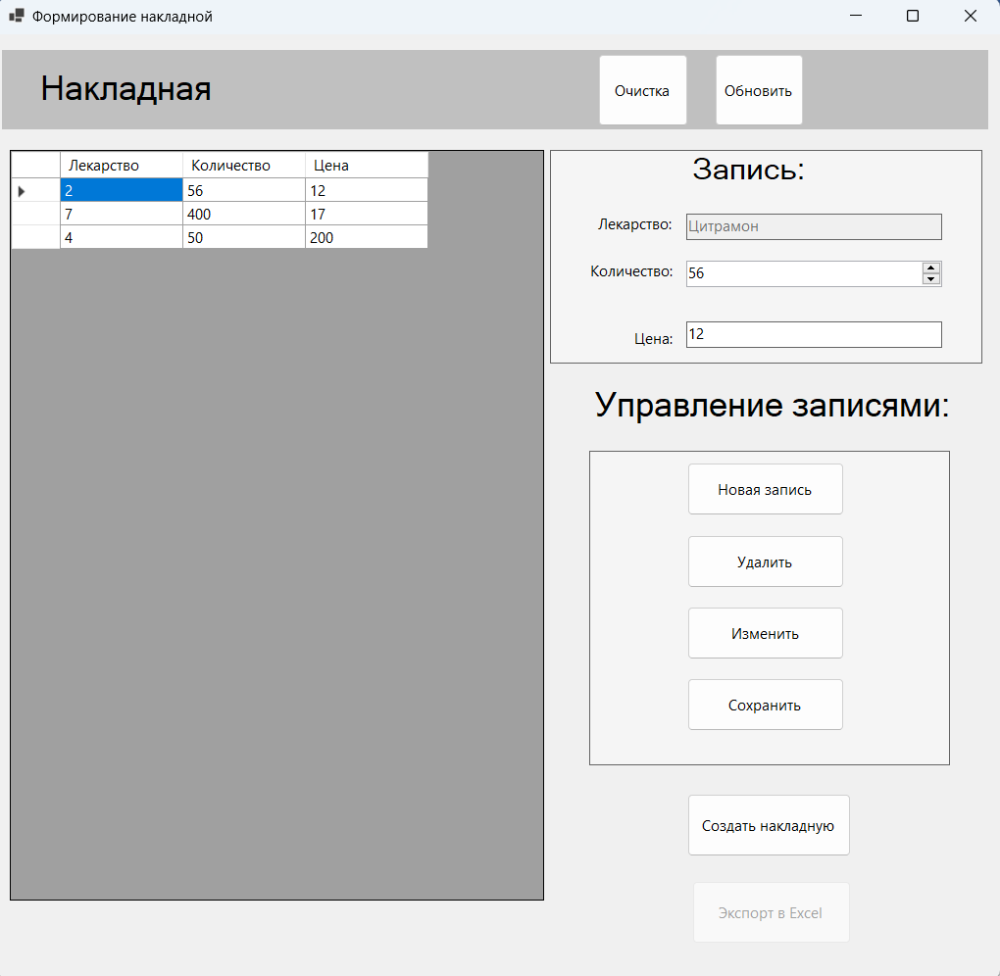 Формирование накладной
Накладная
Очистка
Обновить
Лекарство Количество Цена
2 56 12
7 400 17
4 50 200
Запись:
Лекарство: Цитрамон
Количество: 56
Цена: 12
Управление записями:
Новая запись
Удалить
Изменить
Сохранить
Создать накладную
Экспорт в Excel